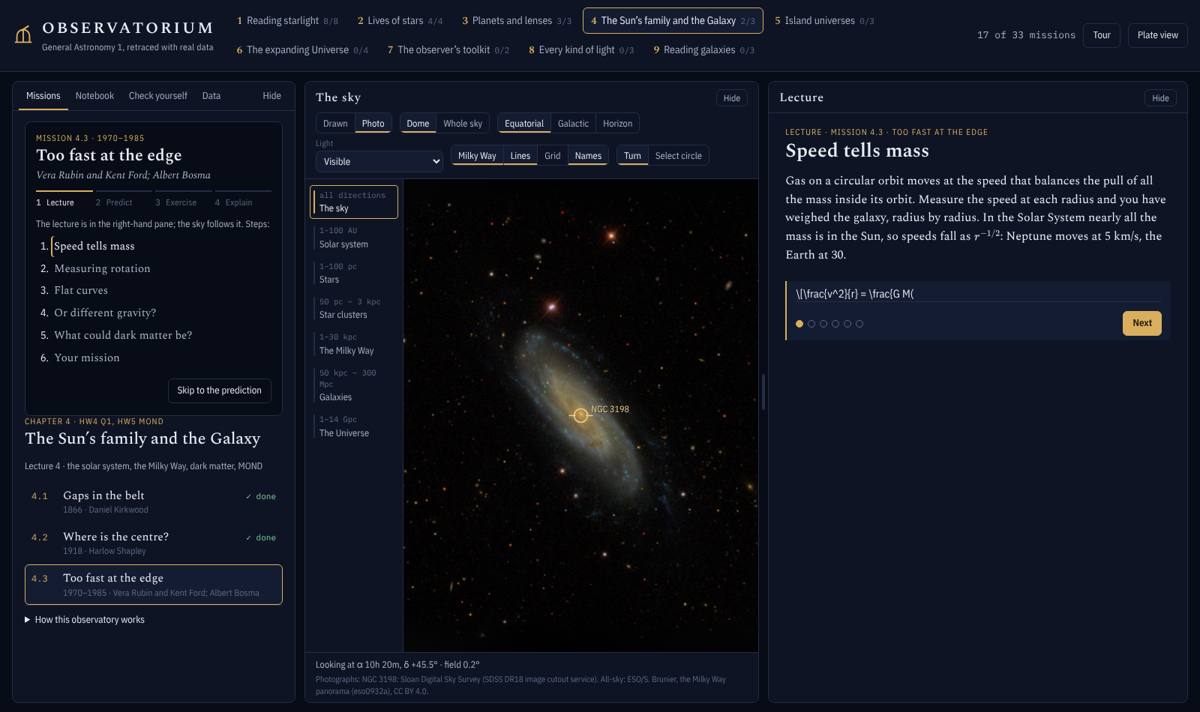 OBSERVATORIUM
General Astronomy 1, retraced with real data
1 Reading starlight 8/8
2 Lives of stars 4/4
3 Planets and lenses 3/3
4 The Sun's family and the Galaxy 2/3
5 Island universes 0/3
6 The expanding Universe 0/4
7 The observer's toolkit 0/2
8 Every kind of light 0/3
9 Reading galaxies 0/3
17 of 33 missions
Tour
Plate view
Missions
Notebook
Check yourself
Data
Hide
MISSION 4.3 · 1970–1985
Too fast at the edge
Vera Rubin and Kent Ford; Albert Bosma
1 Lecture
2 Predict
3 Exercise
4 Explain
The lecture is in the right-hand pane; the sky follows it. Steps:
1. Speed tells mass
2. Measuring rotation
3. Flat curves
4. Or different gravity?
5. What could dark matter be?
6. Your mission
Skip to the prediction
CHAPTER 4 · HW4 Q1, HW5 MOND
The Sun's family and the Galaxy
Lecture 4 · the solar system, the Milky Way, dark matter, MOND
4.1 Gaps in the belt ✓ done
1866 · Daniel Kirkwood
4.2 Where is the centre? ✓ done
1918 · Harlow Shapley
4.3 Too fast at the edge
1970–1985 · Vera Rubin and Kent Ford; Albert Bosma
▶ How this observatory works
The sky
Hide
Drawn
Photo
Dome
Whole sky
Equatorial
Galactic
Horizon
Light
Visible
Milky Way
Lines
Grid
Names
Turn
Select circle
all directions
The sky
1–100 AU
Solar system
1–100 pc
Stars
50 pc – 3 kpc
Star clusters
1–30 kpc
The Milky Way
50 kpc – 300
Mpc
Galaxies
1–14 Gpc
The Universe
NGC 3198
Looking at α 10h 20m, δ +45.5° · field 0.2°
Photographs: NGC 3198: Sloan Digital Sky Survey (SDSS DR18 image cutout service). All-sky: ESO/S. Brunier, the Milky Way
panorama (eso0932a), CC BY 4.0.
Lecture
Hide
LECTURE · MISSION 4.3 · TOO FAST AT THE EDGE
Speed tells mass
Gas on a circular orbit moves at the speed that balances the pull of all
the mass inside its orbit. Measure the speed at each radius and you have
weighed the galaxy, radius by radius. In the Solar System nearly all the
mass is in the Sun, so speeds fall as r^{−1/2}: Neptune moves at 5 km/s, the
Earth at 30.
\[\frac{v^2}{r} = \frac{G M(
Next